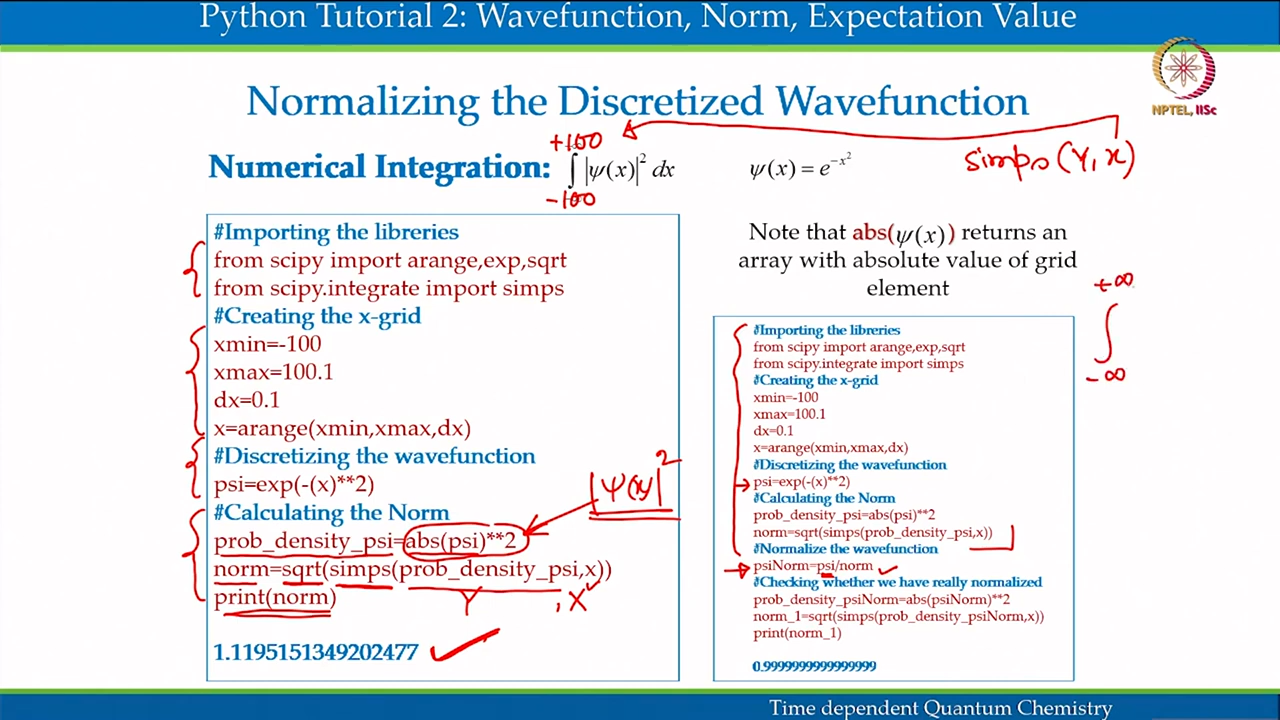 Python Tutorial 2: Wavefunction, Norm, Expectation Value
NPTEL, IISc
Normalizing the Discretized Wavefunction
Numerical Integration: ∫ |ψ(x)|² dx
+100
-100
ψ(x) = e^{-x²}
simps(Y, x)
#Importing the libreries
from scipy import arange,exp,sqrt
from scipy.integrate import simps
#Creating the x-grid
xmin=-100
xmax=100.1
dx=0.1
x=arange(xmin,xmax,dx)
#Discretizing the wavefunction
psi=exp(-(x)**2)
#Calculating the Norm
prob_density_psi=abs(psi)**2
norm=sqrt(simps(prob_density_psi,x))
print(norm)
Y , X
1.1195151349202477
|ψ(x)|²
Note that abs(ψ(x)) returns an
array with absolute value of grid
element
+∞
∫
-∞
#Importing the libreries
from scipy import arange,exp,sqrt
from scipy.integrate import simps
#Creating the x-grid
xmin=-100
xmax=100.1
dx=0.1
x=arange(xmin,xmax,dx)
#Discretizing the wavefunction
psi=exp(-(x)**2)
#Calculating the Norm
prob_density_psi=abs(psi)**2
norm=sqrt(simps(prob_density_psi,x))
#Normalize the wavefunction
psiNorm=psi/norm
#Checking whether we have really normalized
prob_density_psiNorm=abs(psiNorm)**2
norm_1=sqrt(simps(prob_density_psiNorm,x))
print(norm_1)
0.9999999999999999
Time dependent Quantum Chemistry